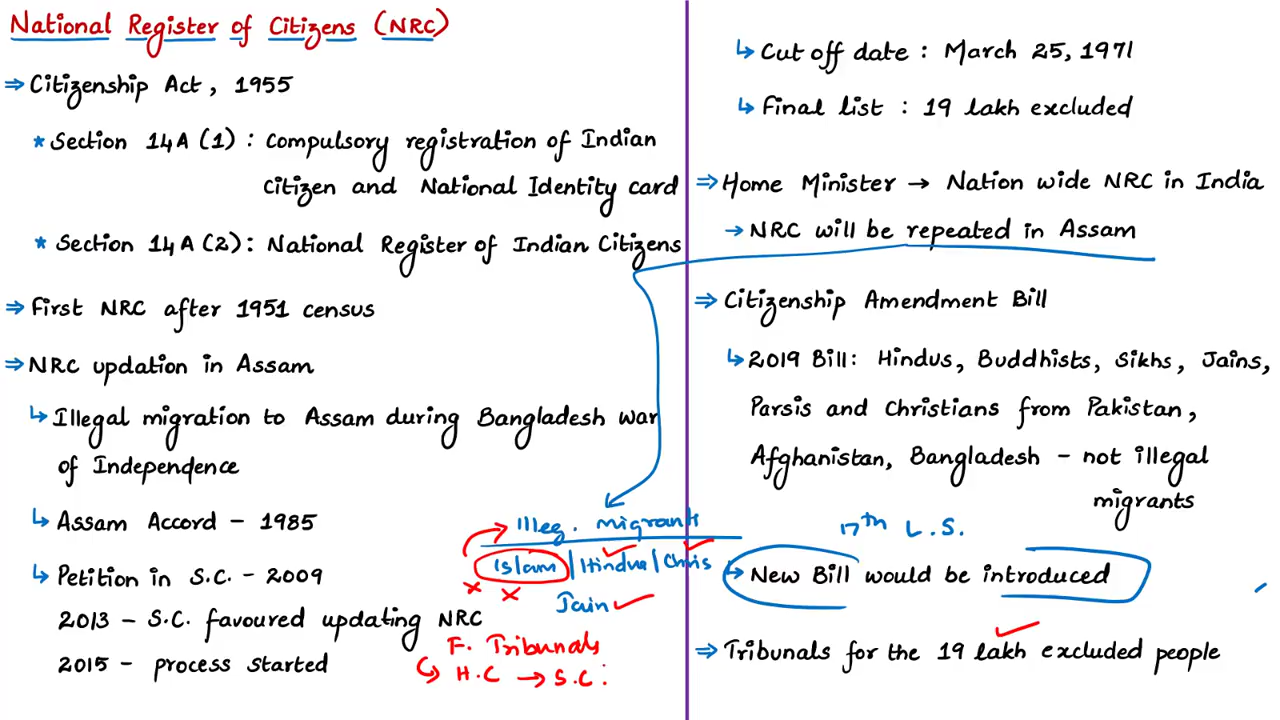 National Register of Citizens (NRC)
⇒ Citizenship Act, 1955
* Section 14A (1) : Compulsory registration of Indian
Citizen and National Identity card
* Section 14A (2) : National Register of Indian Citizens
⇒ First NRC after 1951 census
⇒ NRC updation in Assam
↳ Illegal migration to Assam during Bangladesh war
of Independence
↳ Assam Accord - 1985
↳ Petition in S.C. - 2009
2013 - S.C. favoured updating NRC
2015 - process started
Illeg. migrant
Islam / Hindus / Chris
Jain
F. Tribunals
H.C → S.C.
↳ Cut off date : March 25, 1971
↳ Final list : 19 lakh excluded
⇒ Home Minister → Nation wide NRC in India
→ NRC will be repeated in Assam
⇒ Citizenship Amendment Bill
↳ 2019 Bill : Hindus, Buddhists, Sikhs, Jains,
Parsis and Christians from Pakistan,
Afghanistan, Bangladesh - not illegal
migrants
17th L.S.
↳ New Bill would be introduced
⇒ Tribunals for the 19 lakh excluded people